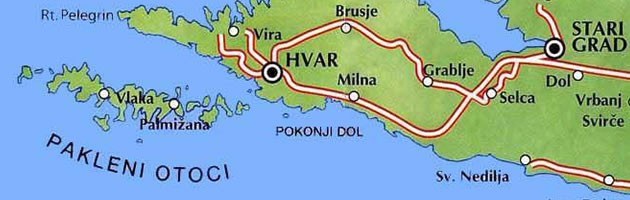 Rt. Pelegrin
Brusje
Vira
STARI
GRAD
HVAR
Grablje
Milna
Dol
Vlaka
Selca
Vrbanj
Palmižana
POKONJI DOL
Svirče
PAKLENI OTOCI
Sv. Nedilja